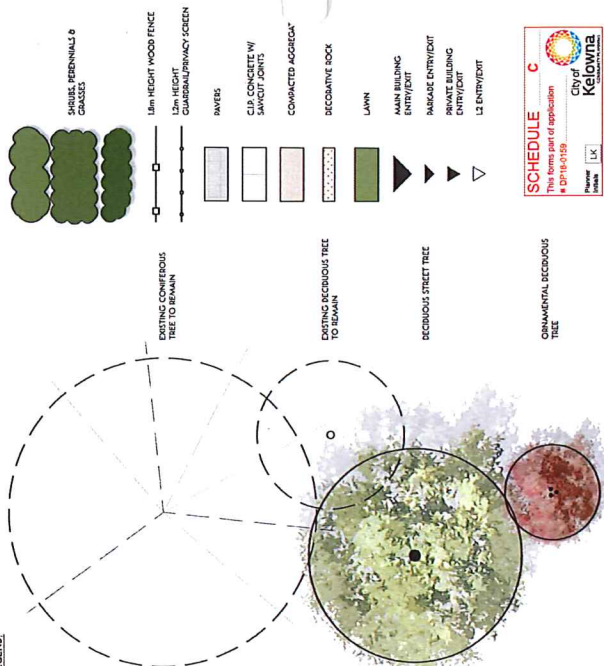 SHRUBS, PERENNIALS &
GRASSES
1.8m HEIGHT WOOD FENCE
1.2m HEIGHT
GUARDRAIL/PRIVACY SCREEN
PAVERS
C.I.P. CONCRETE W/
SAWCUT JOINTS
COMPACTED
DECORATIVE ROCK
LAWN
MAIN BUILDING
ENTRY/EXIT
PARKADE ENTRY/EXIT
PRIVATE BUILDING
ENTRY/EXIT
L2 ENTRY/EXIT
EXISTING CONIFEROUS
TREE TO REMAIN
EXISTING DECIDUOUS TREE
TO REMAIN
DECIDUOUS STREET TREE
ORNAMENTAL DECIDUOUS
TREE
SCHEDULE C
This forms part of application
# DP18-0159
Planner
Initials LK
City of
Kelowna